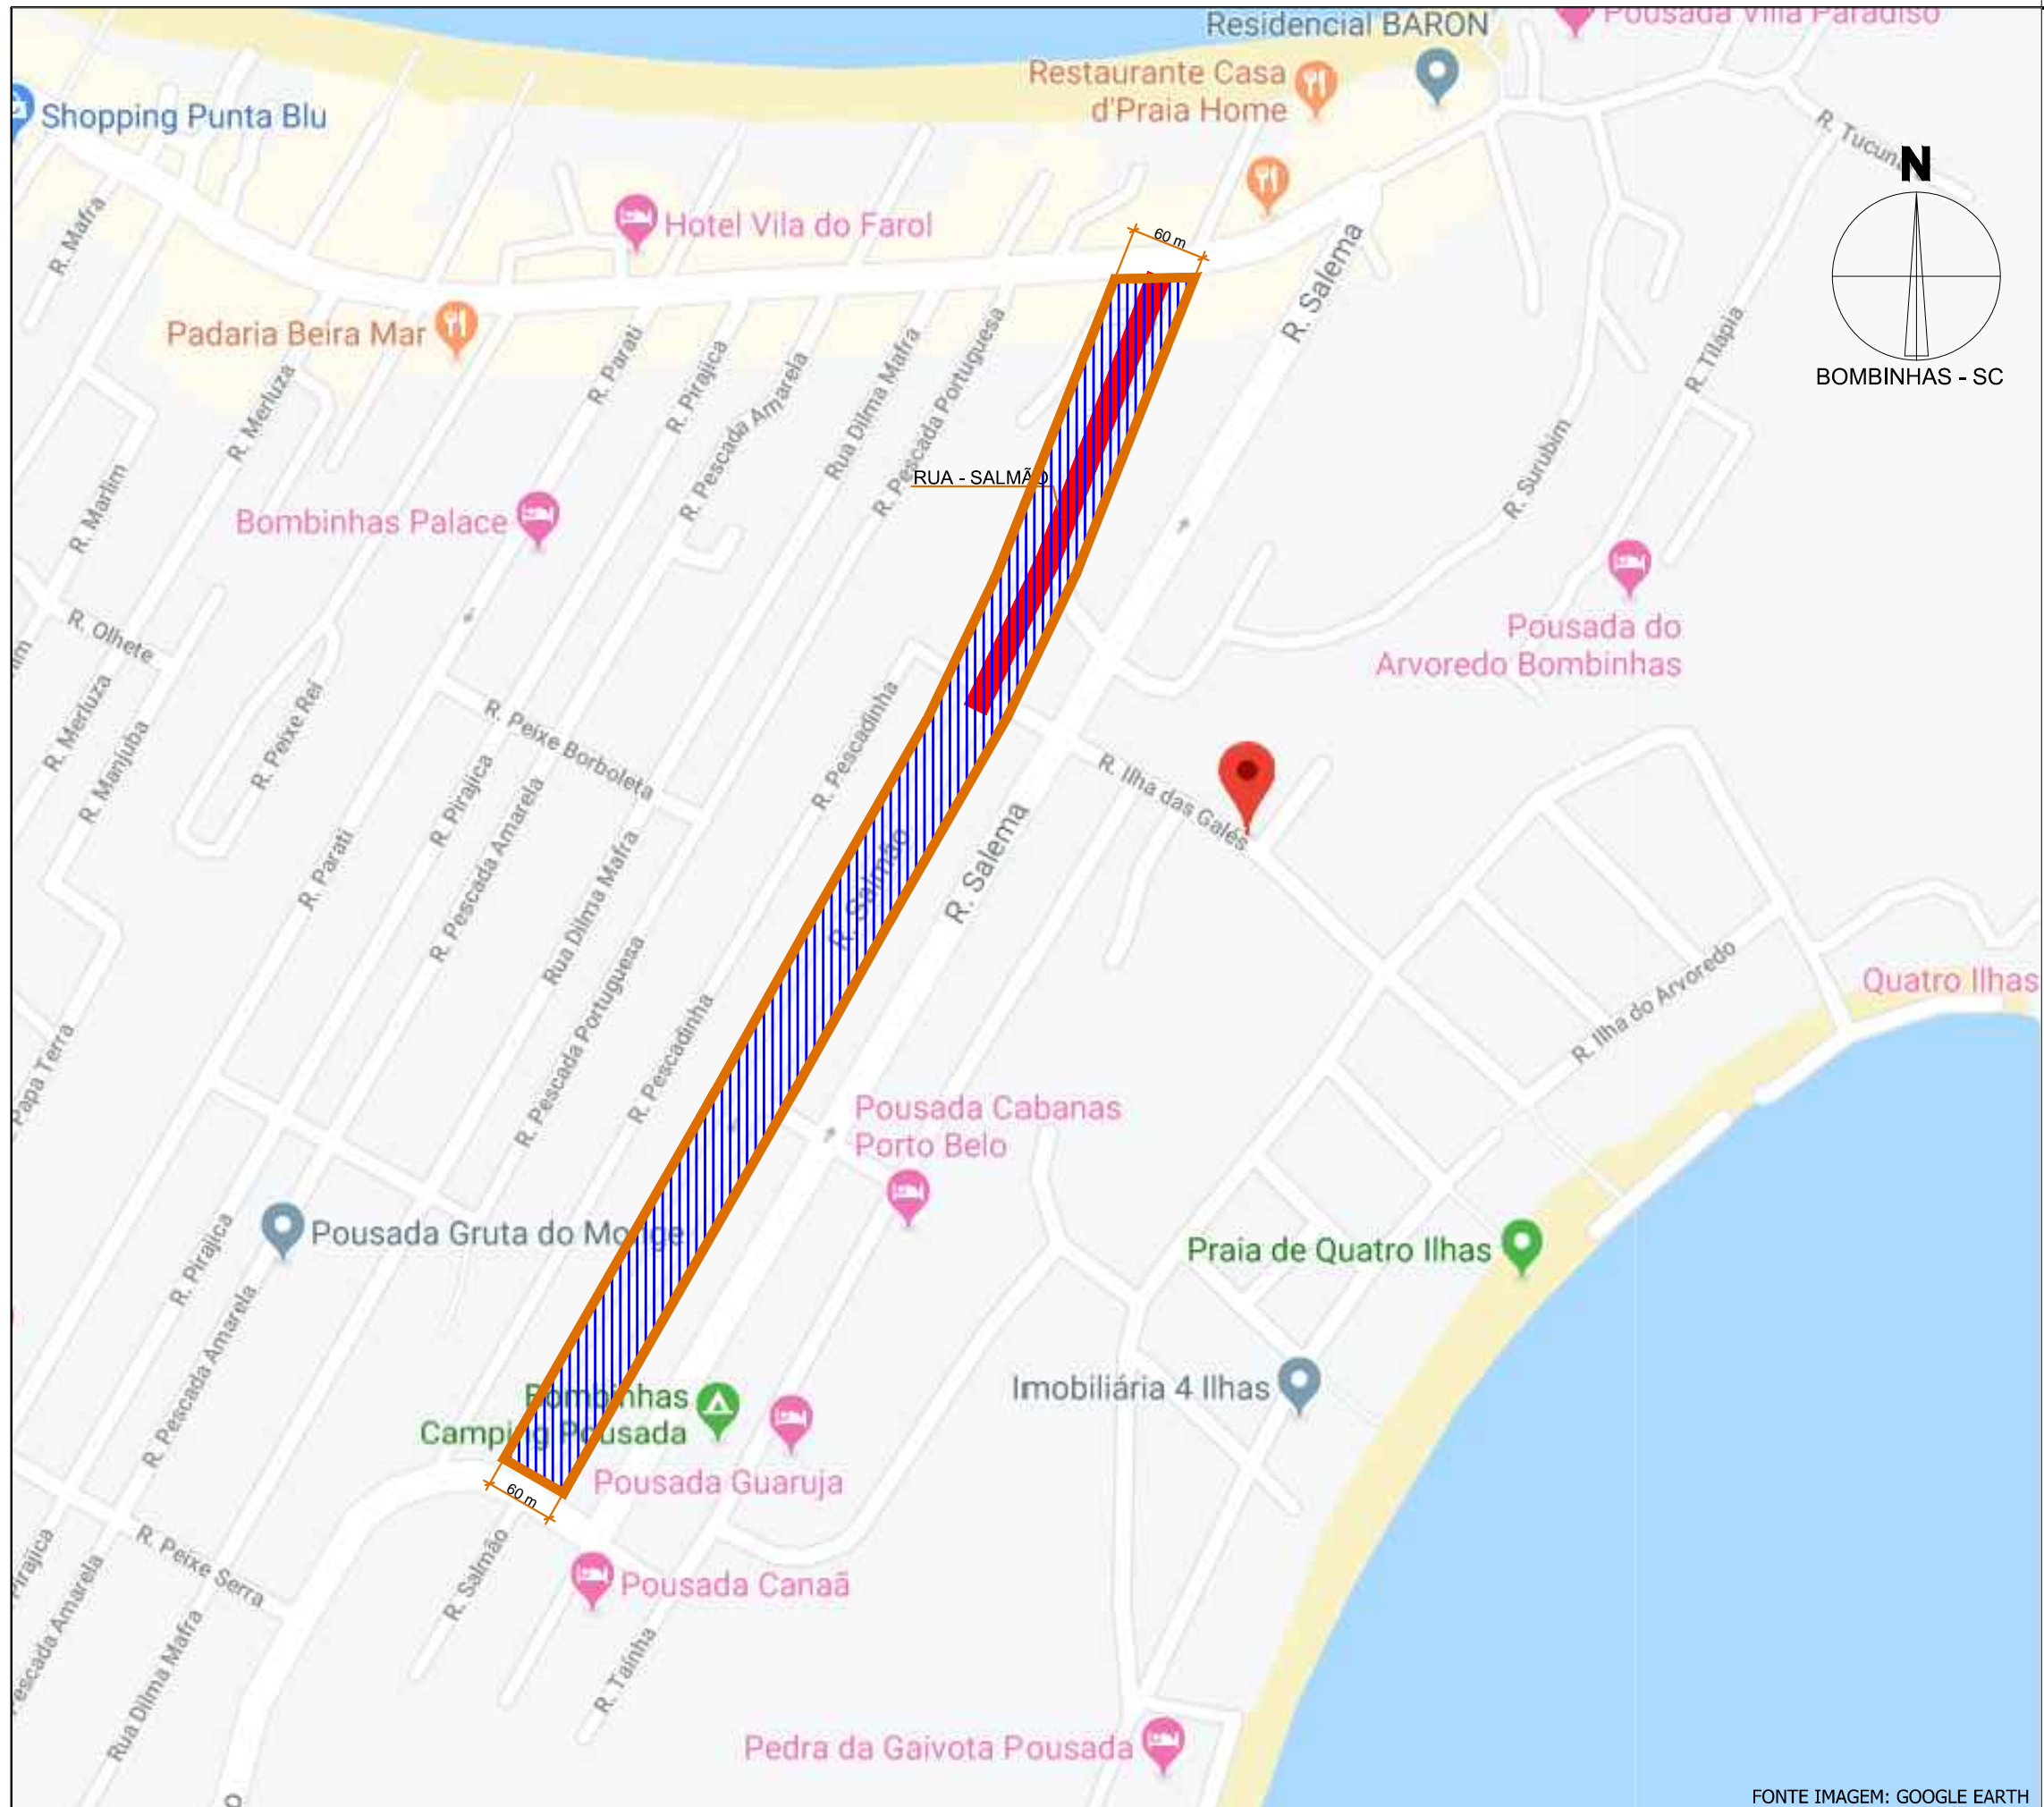 Pousada Villa Paradiso
Residencial BARON
Restaurante Casa
d'Praia Home
Shopping Punta Blu
R. Tucun
N
BOMBINHAS - SC
R. Mafra
Hotel Vila do Farol
60 m
R. Salema
Padaria Beira Mar
R. Merluza
R. Parati
R. Pirajica
R. Pescada Amarela
Rua Dilma Mafra
R. Pescada Portuguesa
R. Tilápia
R. Surubim
RUA - SALMÃO
R. Marlim
Bombinhas Palace
Pousada do
Arvoredo Bombinhas
R. Olhete
R. Merluza
R. Manjuba
R. Peixe Rei
R. Peixe Borboleta
R. Pescadinha
R. Ilha das Galés
R. Parati
R. Pirajica
R. Pescada Amarela
Rua Dilma Mafra
R. Salmão
R. Salema
R. Pescada Portuguesa
R. Pescadinha
R. Ilha do Arvoredo
Quatro Ilhas
Papa Terra
Pousada Cabanas
Porto Belo
Pousada Gruta do Monge
Praia de Quatro Ilhas
R. Pirajica
R. Pescada Amarela
Bombinhas
Camping Pousada
Imobiliária 4 Ilhas
Pousada Guaruja
60 m
R. Peixe Serra
R. Salmão
Pousada Canaã
Pirajica
Pescada Amarela
Rua Dilma Mafra
R. Tainha
Pedra da Gaivota Pousada
FONTE IMAGEM: GOOGLE EARTH